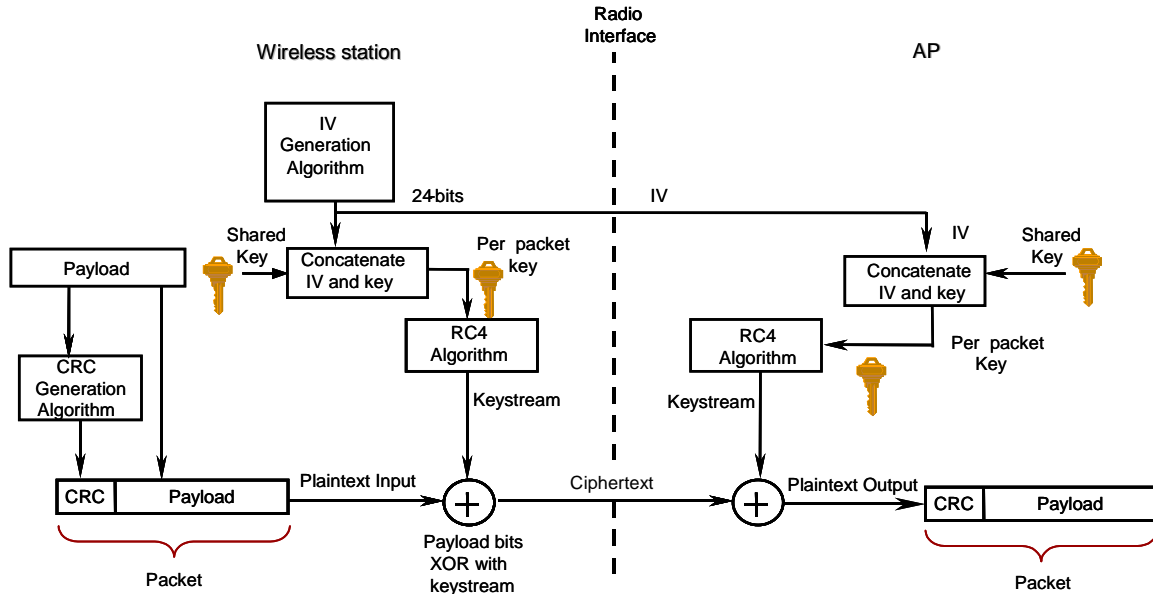 Radio
Interface
Wireless station
AP
IV
Generation
Algorithm
24-bits
IV
Shared
Key
Concatenate
IV and key
Per packet
key
Payload
RC4
Algorithm
CRC
Generation
Algorithm
Keystream
CRC
Payload
Plaintext Input
Payload bits
XOR with
keystream
Packet
Ciphertext
IV
Shared
Key
Concatenate
IV and key
RC4
Algorithm
Per packet
Key
Keystream
Plaintext Output
CRC
Payload
Packet